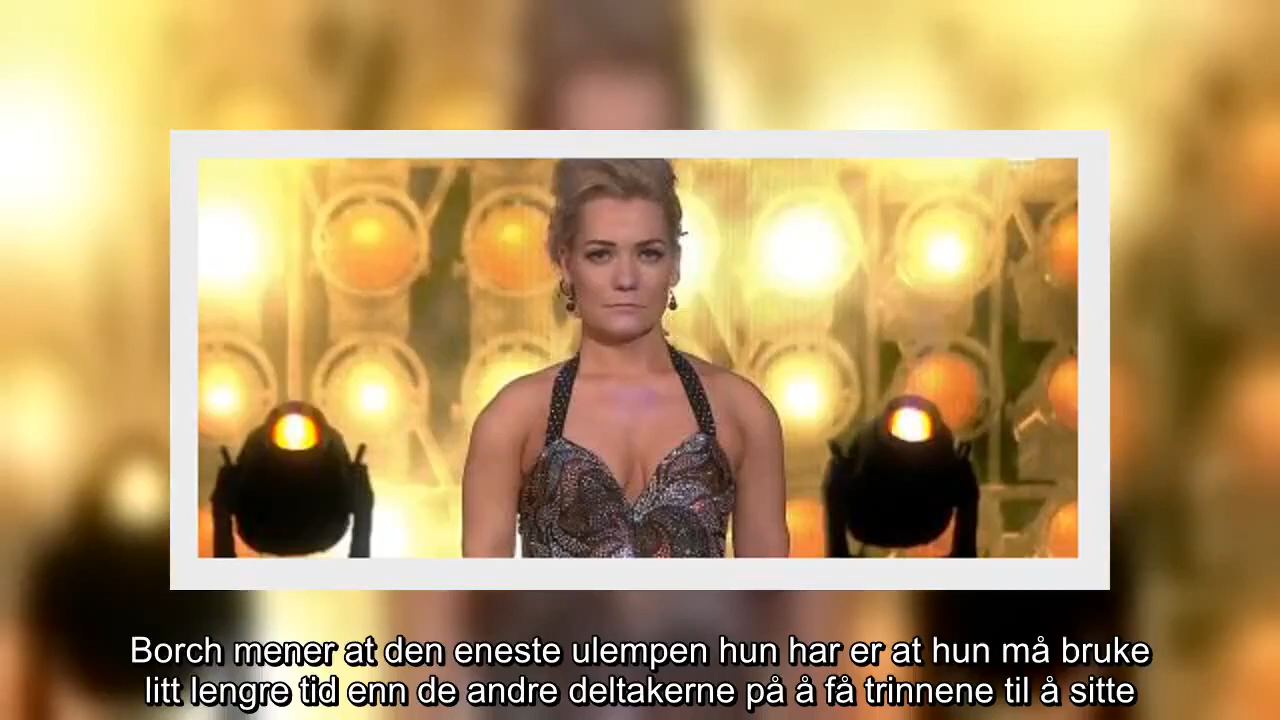 Borch mener at den eneste ulempen hun har er at hun må bruke
litt lengre tid enn de andre deltakerne på å få trinnene til å sitte